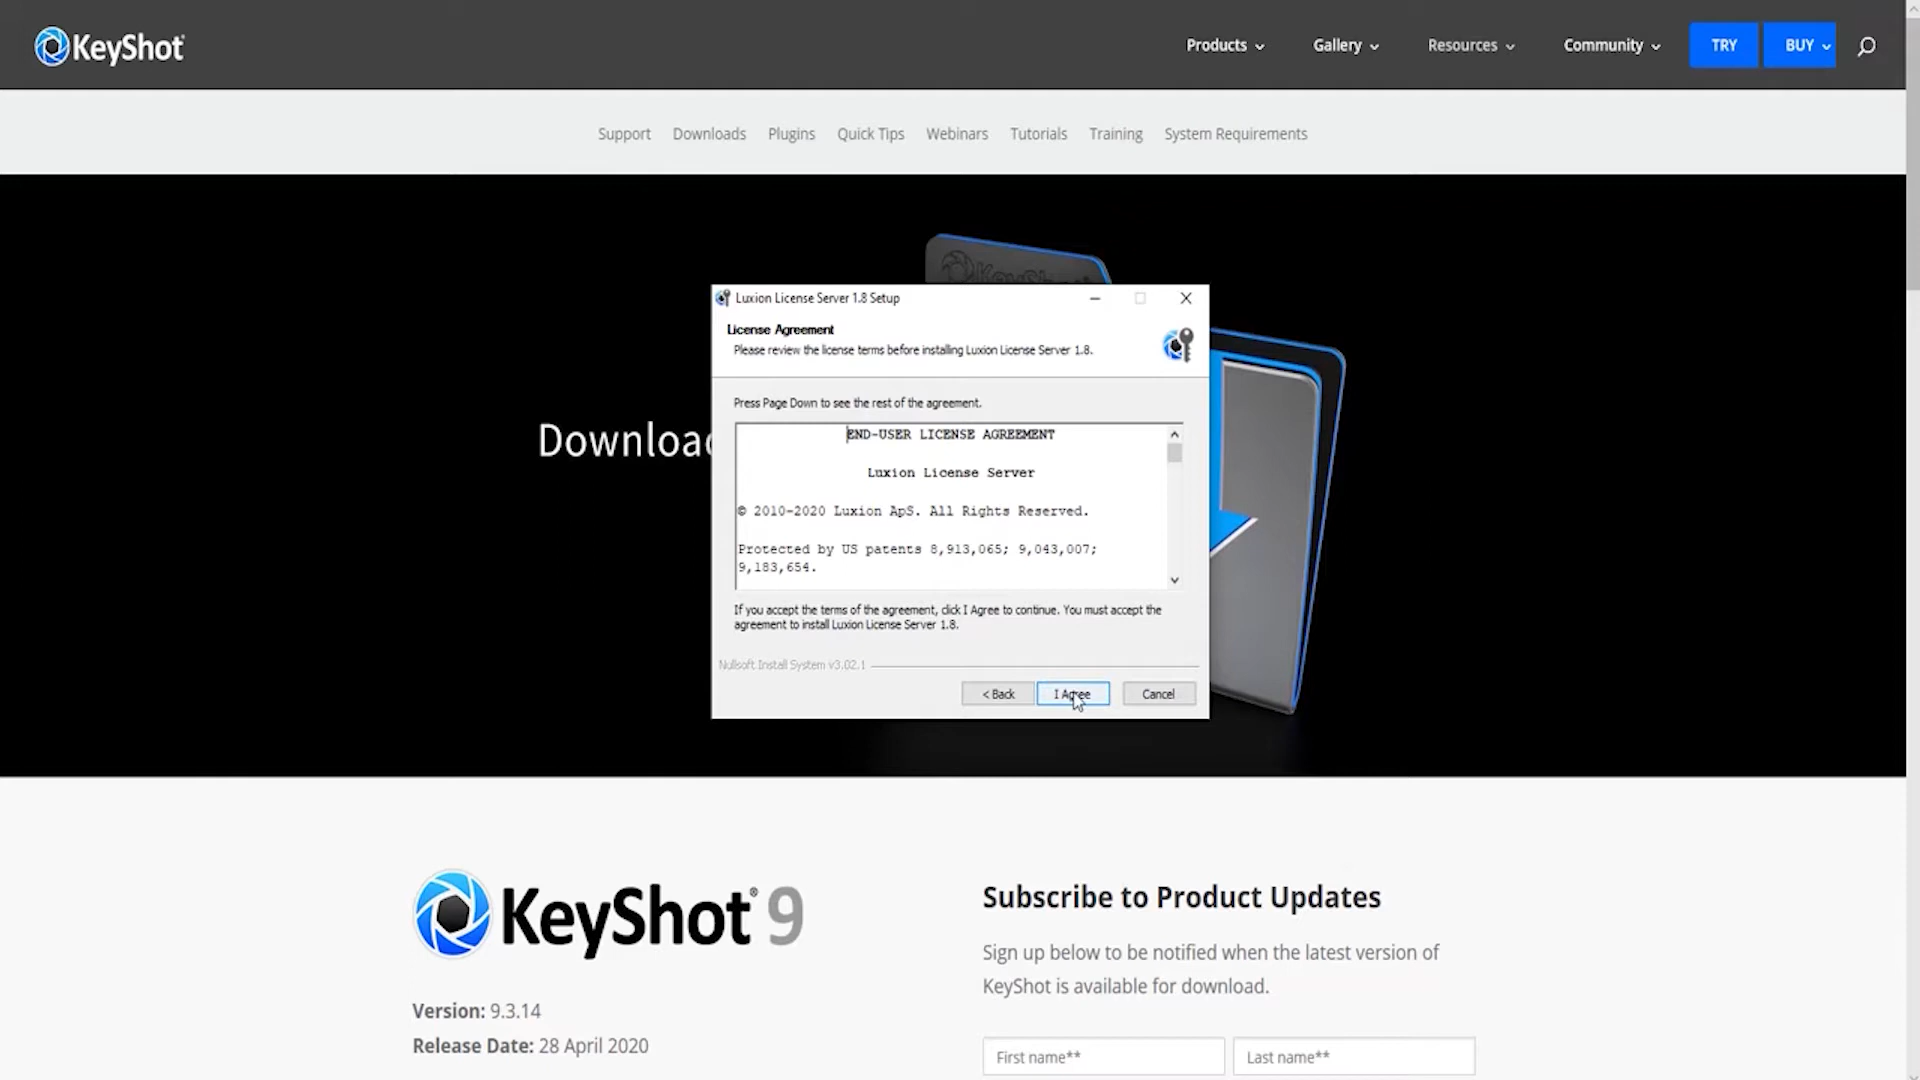 KeyShot
Products
Gallery
Resources
Community
TRY
BUY
Support
Downloads
Plugins
Quick Tips
Webinars
Tutorials
Training
System Requirements
Luxion License Server 1.8 Setup
License Agreement
Please review the license terms before installing Luxion License Server 1.8.
Press Page Down to see the rest of the agreement.
END-USER LICENSE AGREEMENT
Luxion License Server
© 2010-2020 Luxion ApS. All Rights Reserved.
Protected by US patents 8,913,065; 9,043,007;
9,183,654.
If you accept the terms of the agreement, click I Agree to continue. You must accept the
agreement to install Luxion License Server 1.8.
Nullsoft Install System v3.02.1
< Back
I Agree
Cancel
KeyShot® 9
Version: 9.3.14
Release Date: 28 April 2020
Subscribe to Product Updates
Sign up below to be notified when the latest version of
KeyShot is available for download.
First name**
Last name**